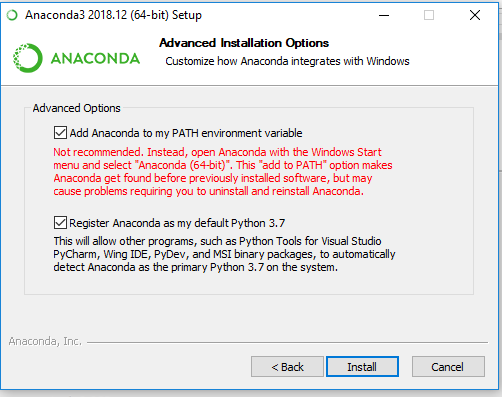 Anaconda3 2018.12 (64-bit) Setup
ANACONDA
Advanced Installation Options
Customize how Anaconda integrates with Windows
Advanced Options
Add Anaconda to my PATH environment variable
Not recommended. Instead, open Anaconda with the Windows Start
menu and select "Anaconda (64-bit)". This "add to PATH" option makes
Anaconda get found before previously installed software, but may
cause problems requiring you to uninstall and reinstall Anaconda.
Register Anaconda as my default Python 3.7
This will allow other programs, such as Python Tools for Visual Studio
PyCharm, Wing IDE, PyDev, and MSI binary packages, to automatically
detect Anaconda as the primary Python 3.7 on the system.
Anaconda, Inc.
< Back
Install
Cancel